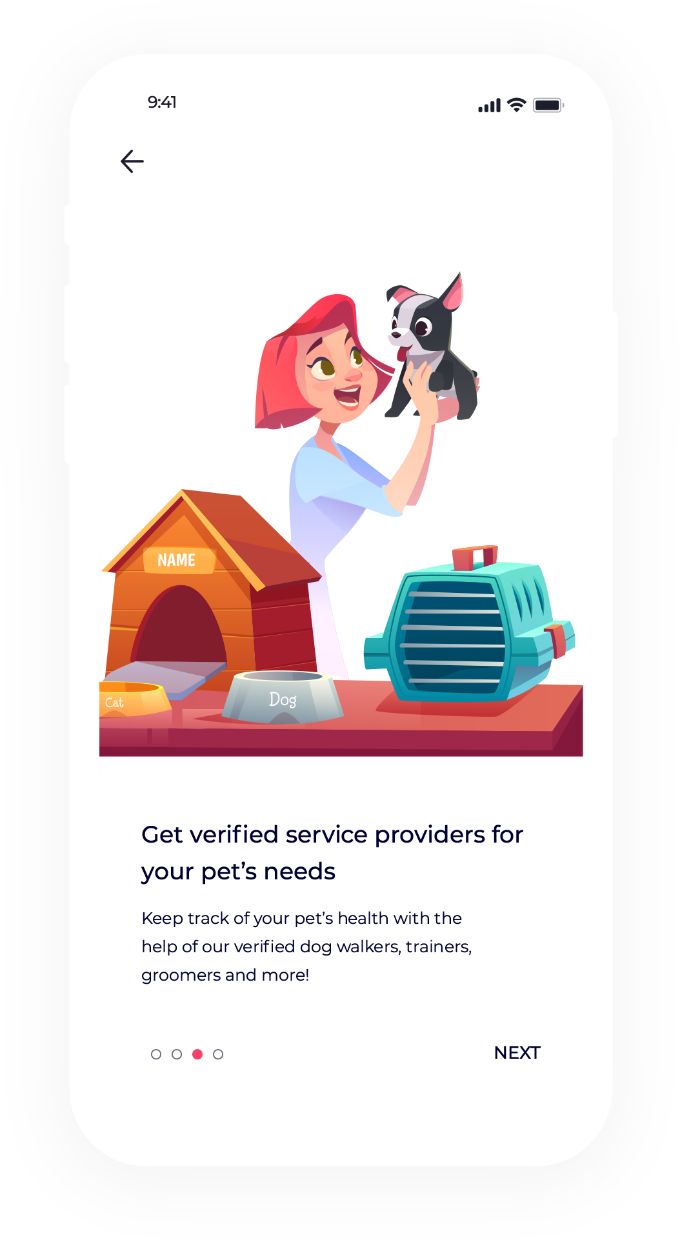 9:41
NAME
Cat
Dog
Get verified service providers for
your pet’s needs
Keep track of your pet’s health with the
help of our verified dog walkers, trainers,
groomers and more!
NEXT